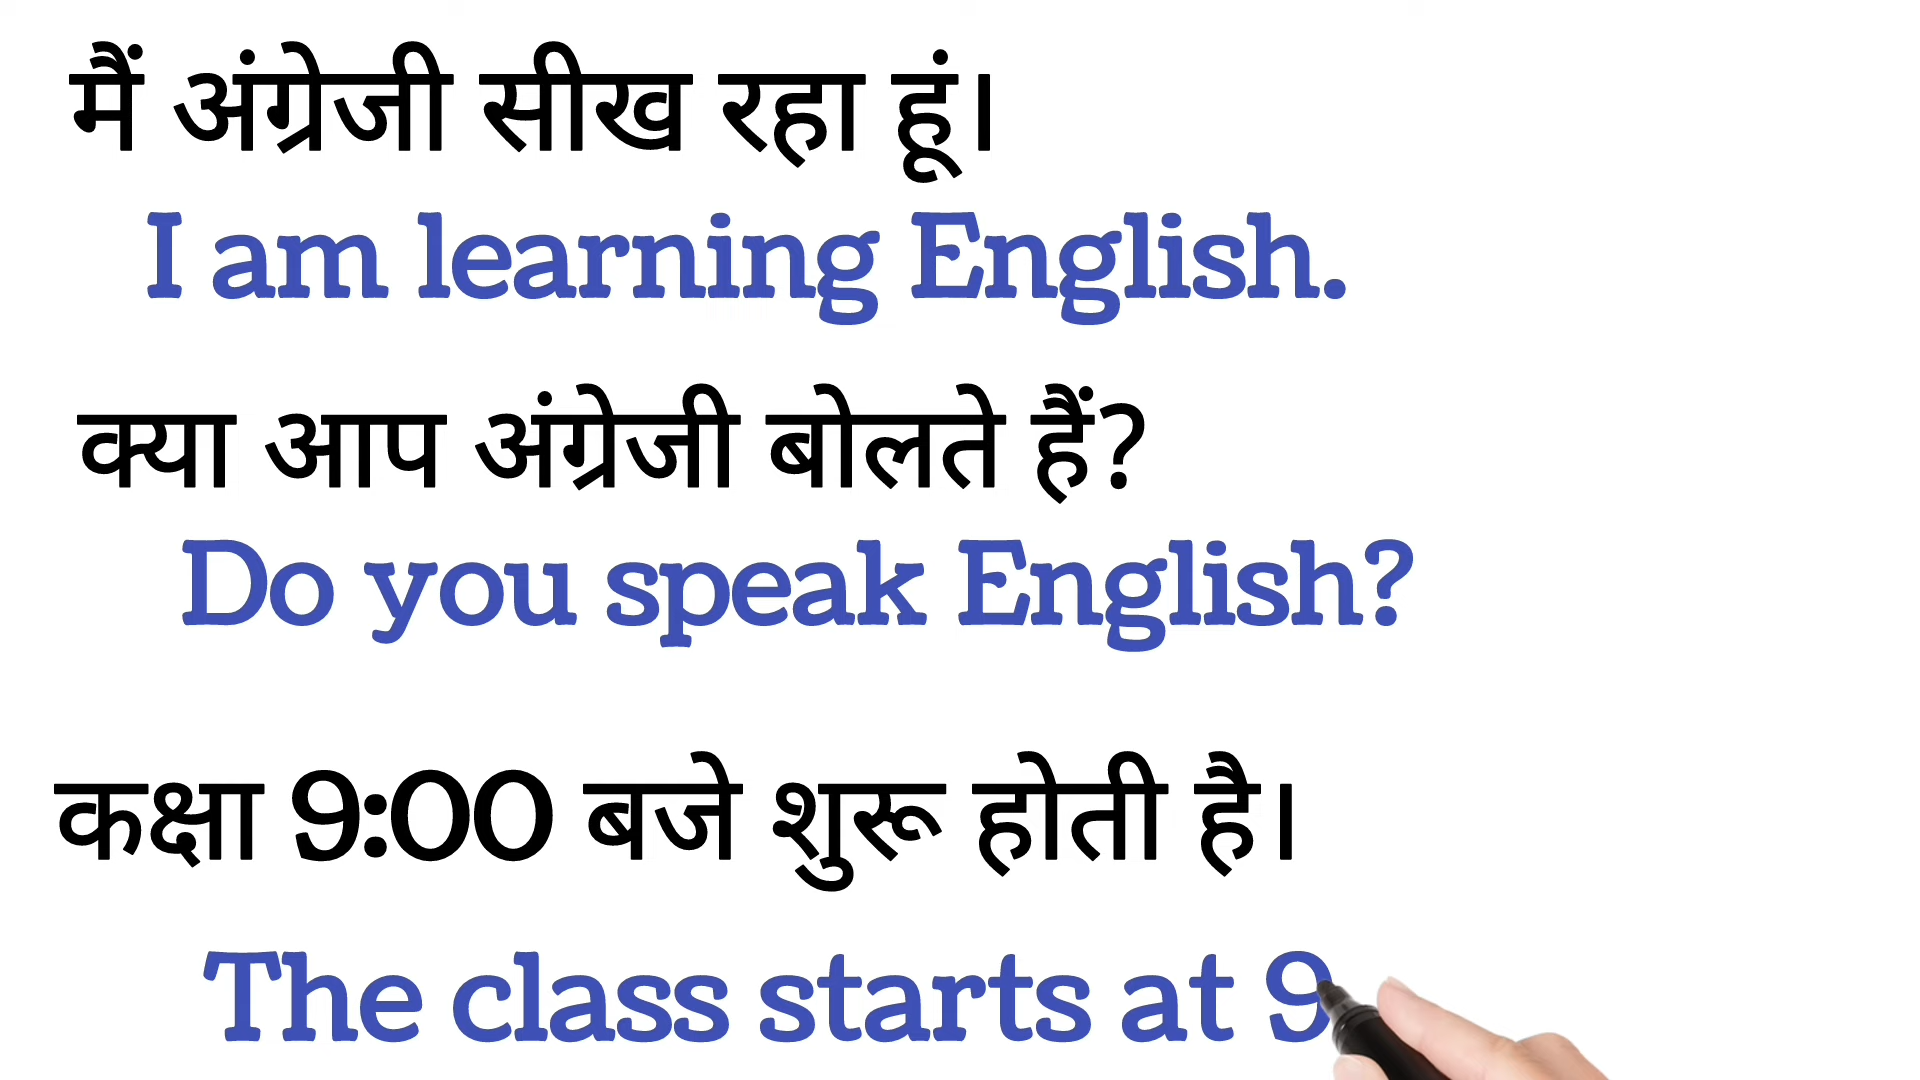 मैं अंग्रेजी सीख रहा हूं।
I am learning English.
क्या आप अंग्रेजी बोलते हैं?
Do you speak English?
कक्षा 9:00 बजे शुरू होती है।
The class starts at 9